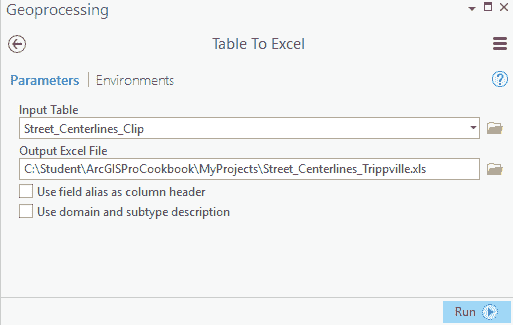 Geoprocessing
Table To Excel
Parameters | Environments
Input Table
Street_Centerlines_Clip
Output Excel File
C:\Student\ArcGISProCookbook\MyProjects\Street_Centerlines_Trippville.xls
Use field alias as column header
Use domain and subtype description
Run